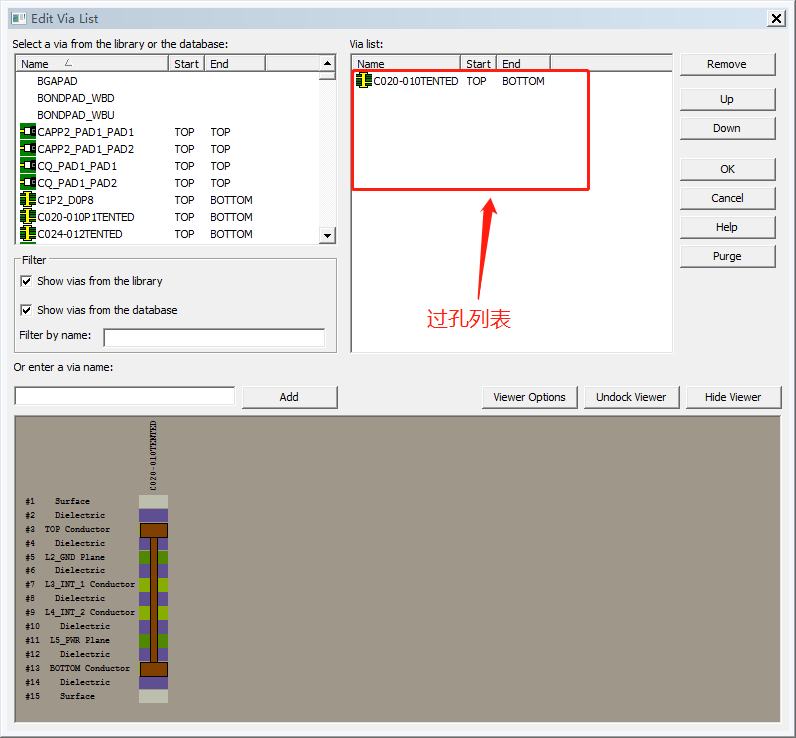 Edit Via List
Select a via from the library or the database:
Name Start End
BGAPAD
BONDPAD_WBD
BONDPAD_WBU
CAPP2_PAD1_PAD1 TOP TOP
CAPP2_PAD1_PAD2 TOP TOP
CQ_PAD1_PAD1 TOP TOP
CQ_PAD1_PAD2 TOP TOP
C1P2_D0P8 TOP BOTTOM
C020-010P1TENTED TOP BOTTOM
C024-012TENTED TOP BOTTOM
Via list:
Name Start End
C020-010TENTED TOP BOTTOM
过孔列表
Remove
Up
Down
OK
Cancel
Help
Purge
Filter
Show vias from the library
Show vias from the database
Filter by name:
Or enter a via name:
Add
Viewer Options
Undock Viewer
Hide Viewer
C020-010TENTED
#1 Surface
#2 Dielectric
#3 TOP Conductor
#4 Dielectric
#5 L2_GND Plane
#6 Dielectric
#7 L3_INT_1 Conductor
#8 Dielectric
#9 L4_INT_2 Conductor
#10 Dielectric
#11 L5_PWR Plane
#12 Dielectric
#13 BOTTOM Conductor
#14 Dielectric
#15 Surface